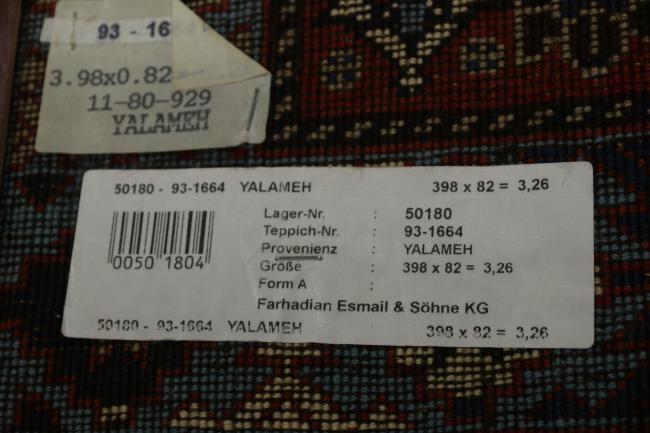 93 - 16
3.98x0.82
11-80-929
YALAMEH
50180 - 93-1664 YALAMEH 398 x 82 = 3,26
Lager-Nr. : 50180
Teppich-Nr. : 93-1664
Provenienz : YALAMEH
Größe : 398 x 82 = 3,26
Form A :
Farhadian Esmail & Söhne KG
0050 1804
50180 - 93-1664 YALAMEH 398 x 82 = 3,26